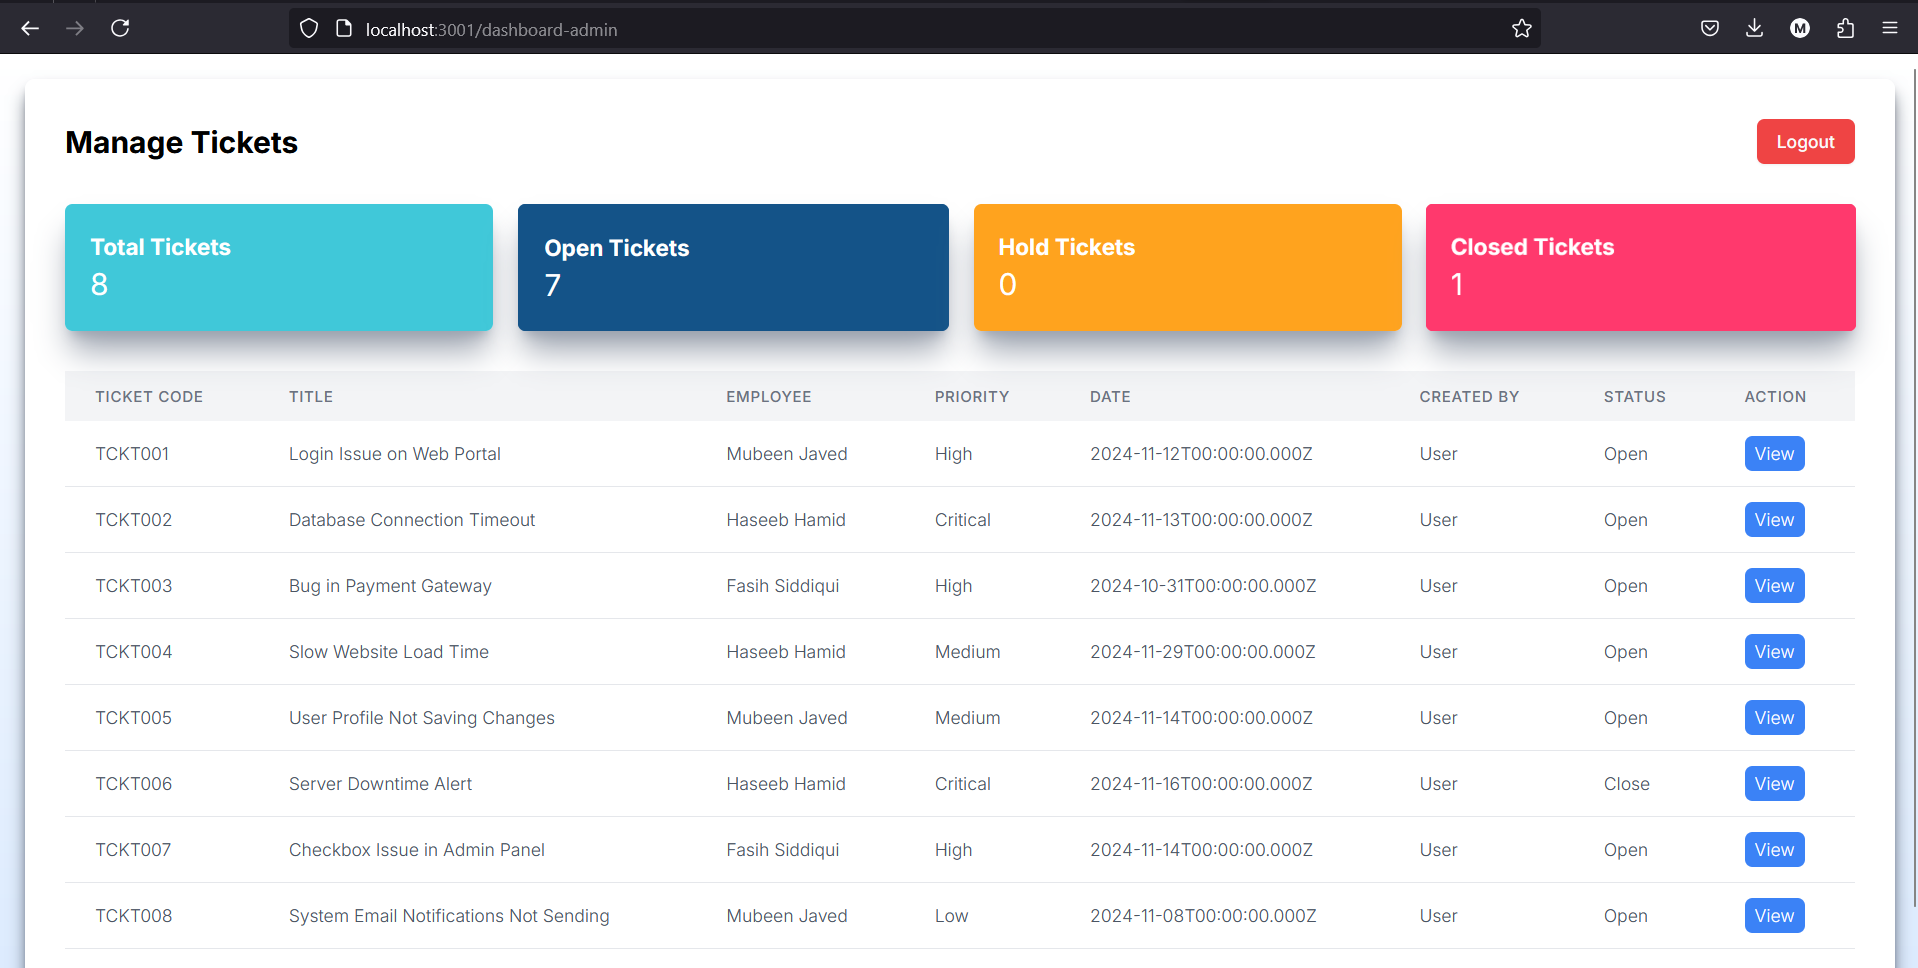 localhost:3001/dashboard-admin
M
Manage Tickets
Logout
Total Tickets
8
Open Tickets
7
Hold Tickets
0
Closed Tickets
1
TICKET CODE TITLE EMPLOYEE PRIORITY DATE CREATED BY STATUS ACTION
TCKT001 Login Issue on Web Portal Mubeen Javed High 2024-11-12T00:00:00.000Z User Open View
TCKT002 Database Connection Timeout Haseeb Hamid Critical 2024-11-13T00:00:00.000Z User Open View
TCKT003 Bug in Payment Gateway Fasih Siddiqui High 2024-10-31T00:00:00.000Z User Open View
TCKT004 Slow Website Load Time Haseeb Hamid Medium 2024-11-29T00:00:00.000Z User Open View
TCKT005 User Profile Not Saving Changes Mubeen Javed Medium 2024-11-14T00:00:00.000Z User Open View
TCKT006 Server Downtime Alert Haseeb Hamid Critical 2024-11-16T00:00:00.000Z User Close View
TCKT007 Checkbox Issue in Admin Panel Fasih Siddiqui High 2024-11-14T00:00:00.000Z User Open View
TCKT008 System Email Notifications Not Sending Mubeen Javed Low 2024-11-08T00:00:00.000Z User Open View